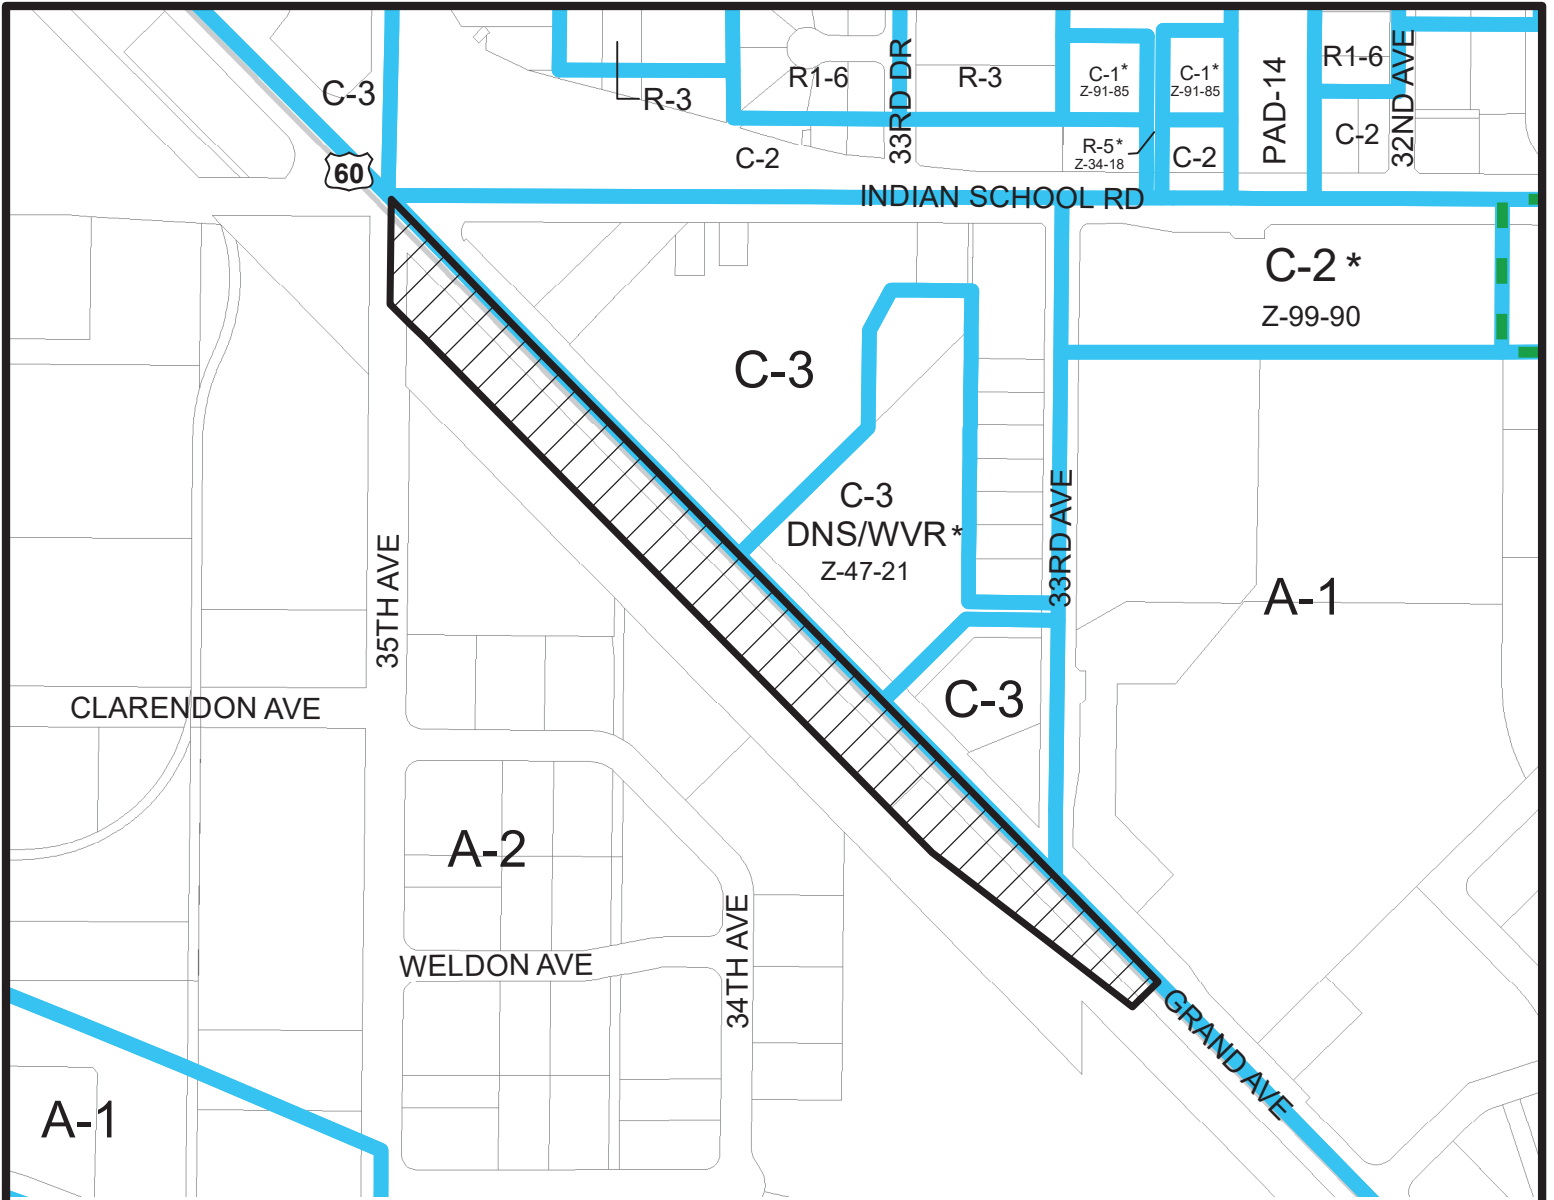 C-3
60
R-3
R1-6
33RD DR
R-3
C-1*
Z-91-85
C-1*
Z-91-85
PAD-14
R1-6
32ND AVE
C-2
C-2
R-5*
Z-34-18
C-2
INDIAN SCHOOL RD
C-2 *
Z-99-90
C-3
C-3
DNS/WVR*
Z-47-21
33RD AVE
A-1
35TH AVE
CLARENDON AVE
C-3
A-2
WELDON AVE
34TH AVE
GRAND AVE
A-1